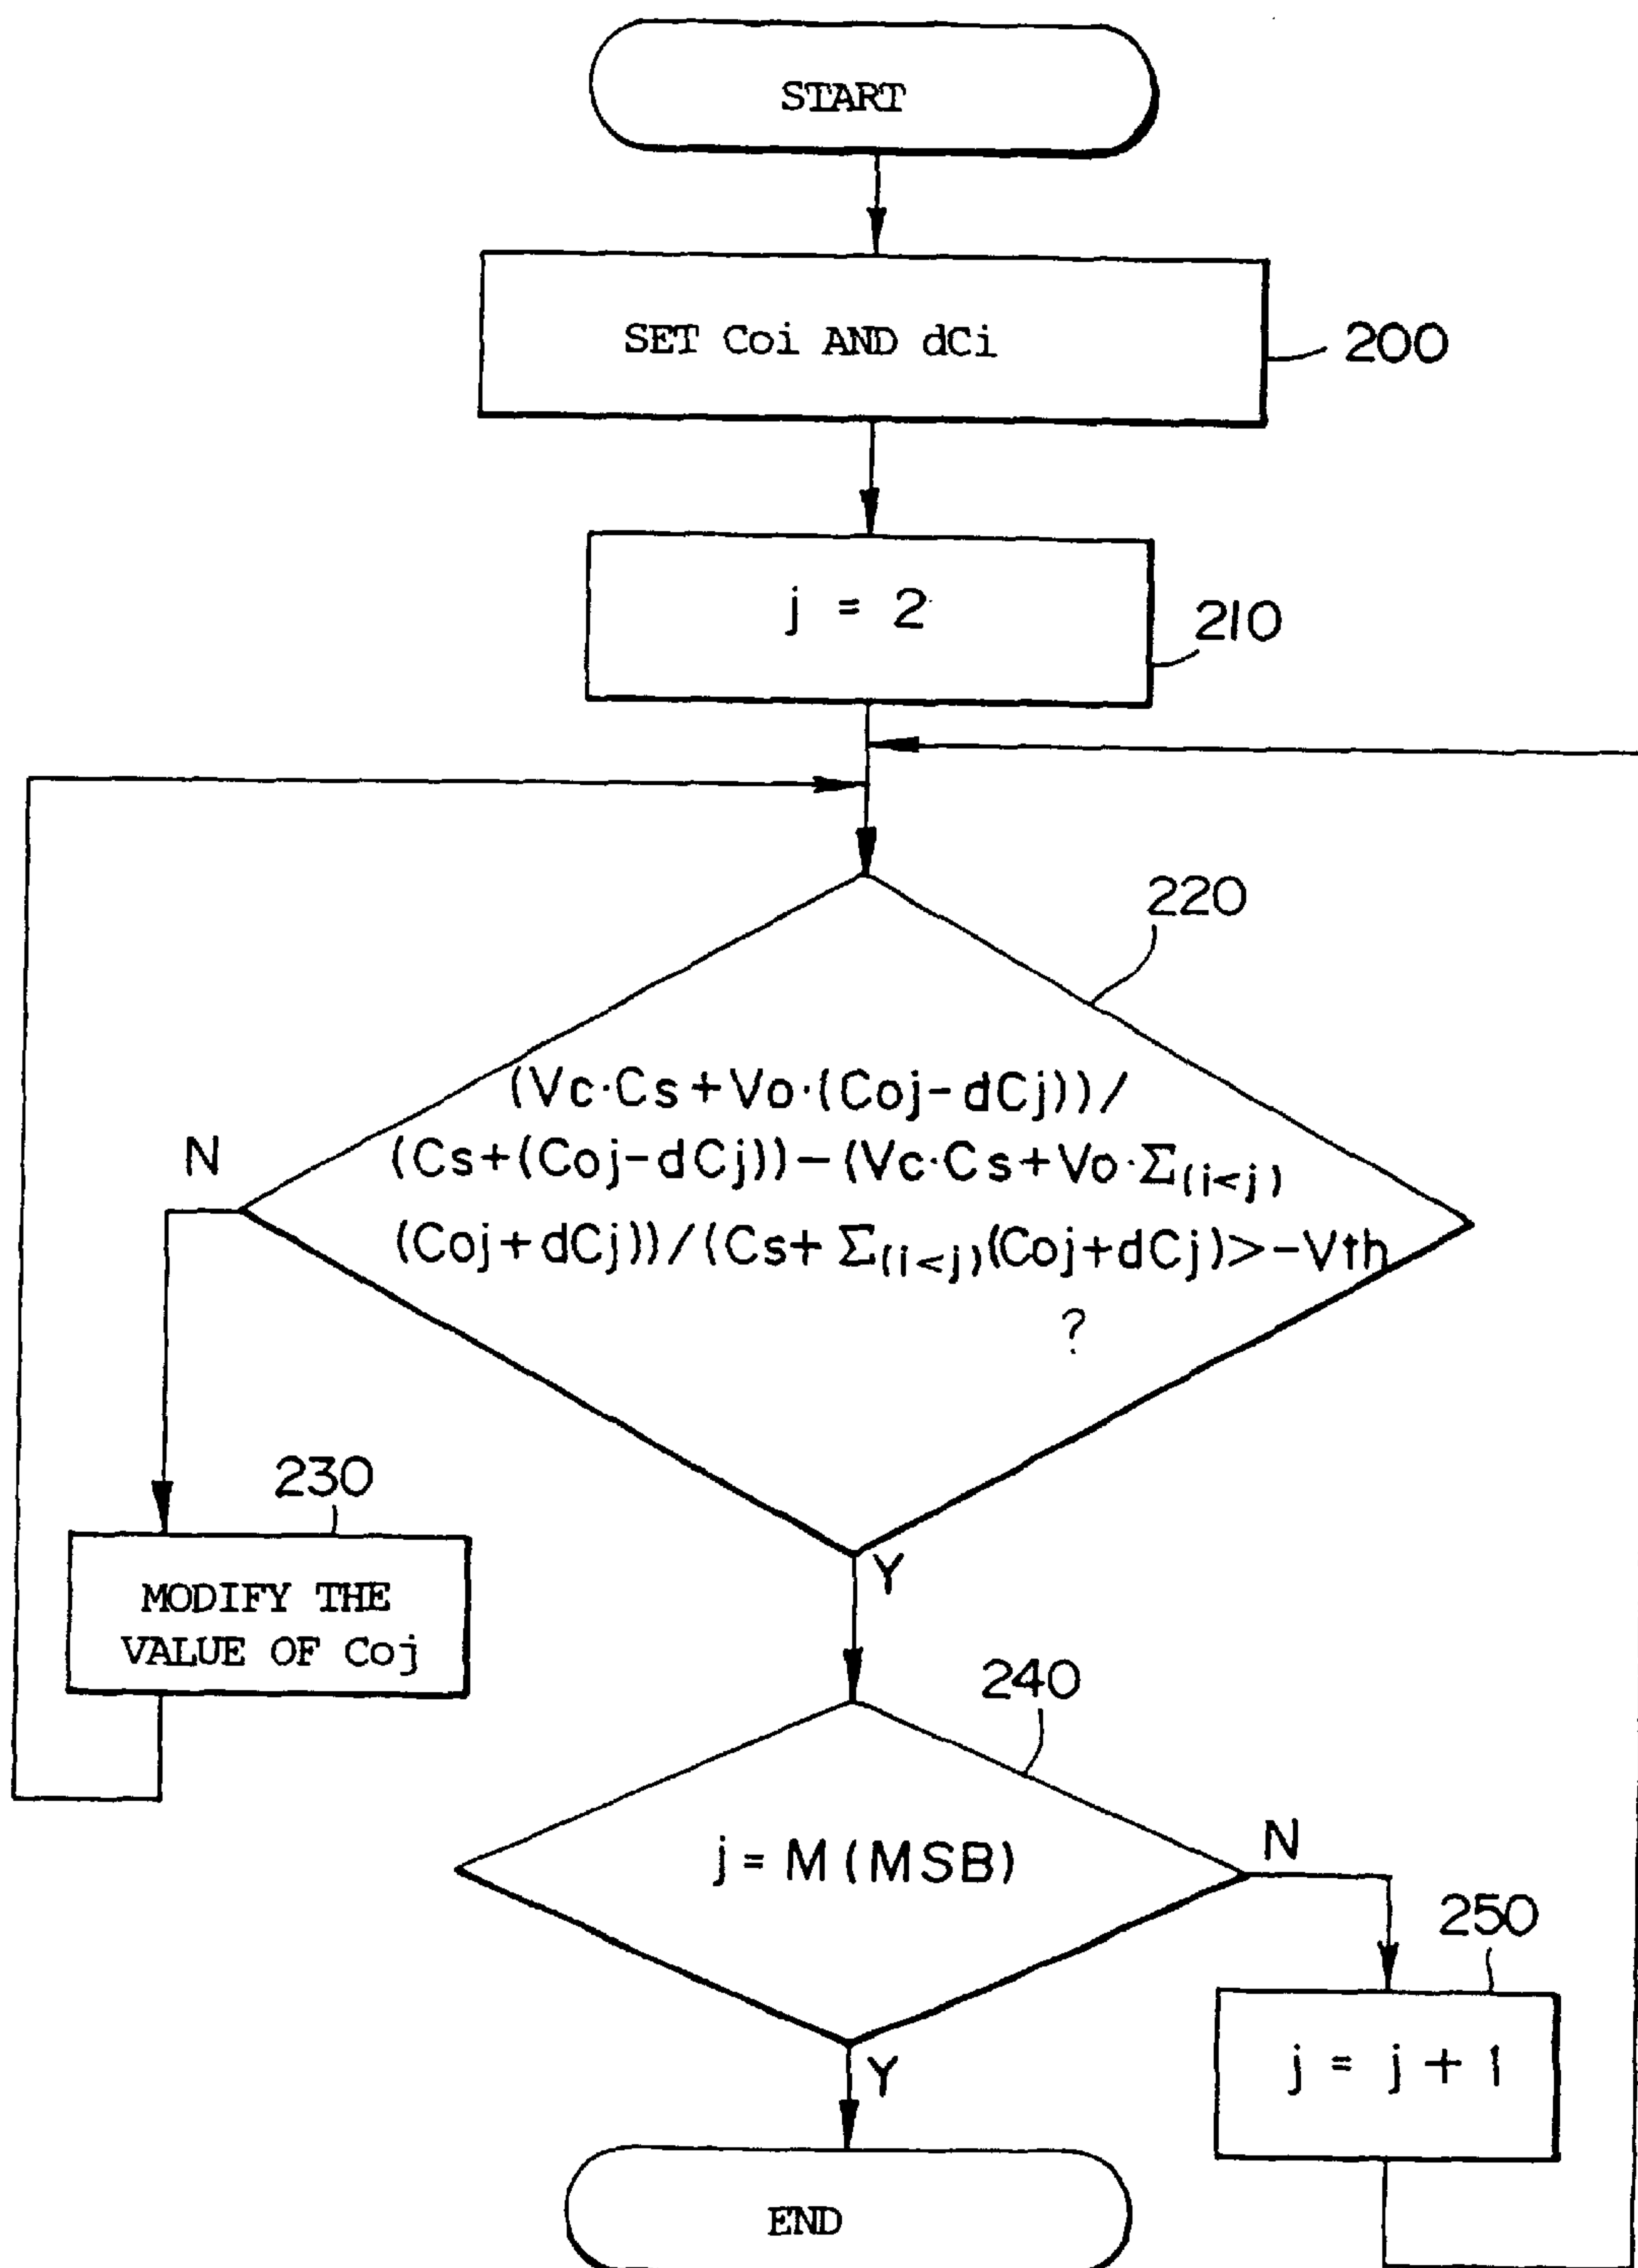 START
SET Coi AND dCi
200
j = 2
210
220
(Vc·Cs+Vo·(Coj-dCj))/
(Cs+(Coj-dCj))-(Vc·Cs+Vo·Σ(i<j)
(Coj+dCj))/(Cs+Σ(i<j)(Coj+dCj)>-Vth
?
N
Y
230
MODIFY THE
VALUE OF Coj
240
j = M (MSB)
N
250
j = j + 1
Y
END